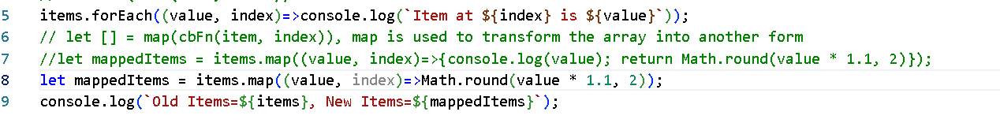 5 items.forEach((value, index)=>console.log(`Item at ${index} is ${value}`));
6 // let [] = map(cbFn(item, index)), map is used to transform the array into another form
7 //let mappedItems = items.map((value, index)=>{console.log(value); return Math.round(value * 1.1, 2)});
8 let mappedItems = items.map((value, index)=>Math.round(value * 1.1, 2));
9 console.log(`Old Items=${items}, New Items=${mappedItems}`);